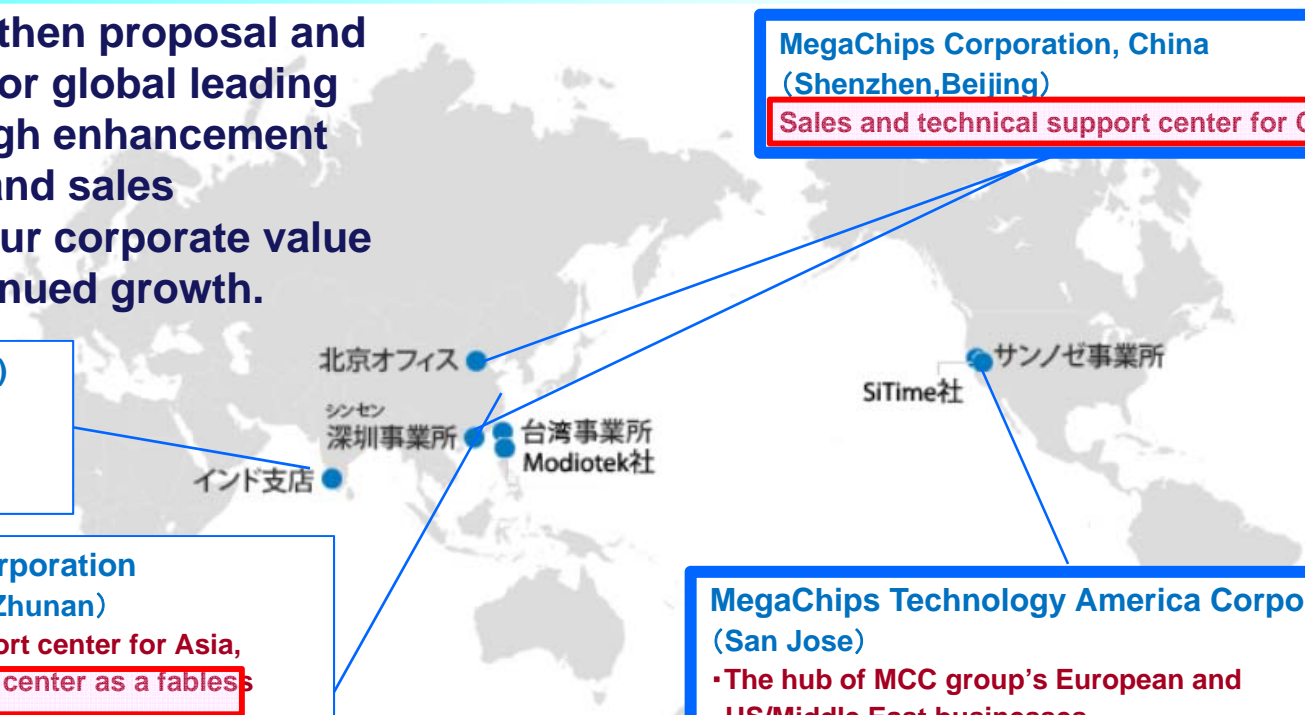 then proposal and
or global leading
gh enhancement
and sales
ur corporate value
nued growth.
MegaChips Corporation, China
（Shenzhen,Beijing）
Sales and technical support center for
北京オフィス
シンセン
深圳事業所
インド支店
台湾事業所
Modiotek社
SiTime社
サンノゼ事業所
)
rporation
Zhunan）
ort center for Asia,
center as a fabless
MegaChips Technology America Corpo
（San Jose）
・The hub of MCC group's European and
US/Middle East businesses